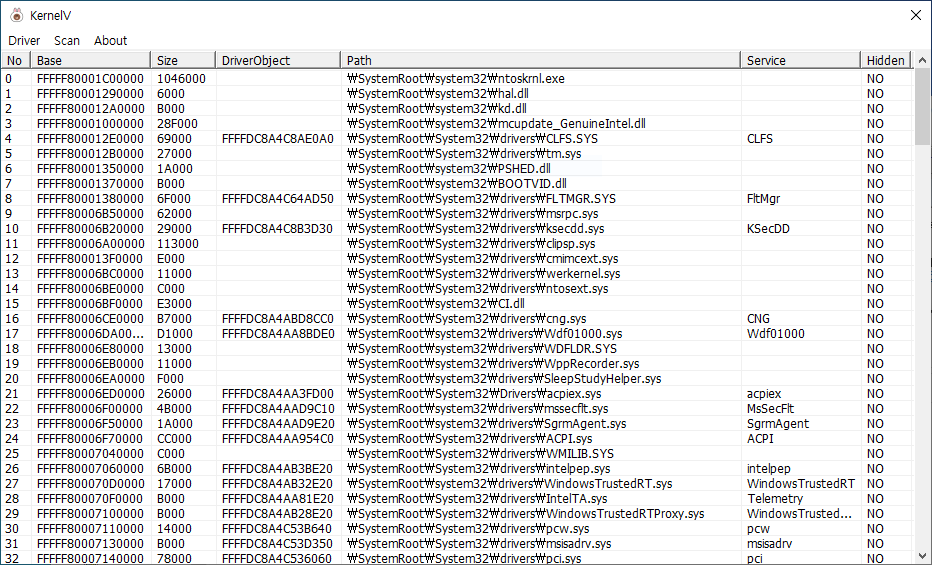 KernelV
Driver Scan About
No Base Size DriverObject Path Service Hidden
0 FFFFF80001C00000 1046000 ₩SystemRoot₩system32₩ntoskrnl.exe NO
1 FFFFF80001290000 6000 ₩SystemRoot₩system32₩hal.dll NO
2 FFFFF800012A0000 B000 ₩SystemRoot₩system32₩kd.dll NO
3 FFFFF80001000000 28F000 ₩SystemRoot₩system32₩mcupdate_GenuineIntel.dll NO
4 FFFFF800012E0000 69000 FFFFDC8A4C8AE0A0 ₩SystemRoot₩System32₩drivers₩CLFS.SYS CLFS NO
5 FFFFF800012B0000 27000 ₩SystemRoot₩System32₩drivers₩tm.sys NO
6 FFFFF80001350000 1A000 ₩SystemRoot₩system32₩PSHED.dll NO
7 FFFFF80001370000 B000 ₩SystemRoot₩system32₩BOOTVID.dll NO
8 FFFFF80001380000 6F000 FFFFDC8A4C64AD50 ₩SystemRoot₩System32₩drivers₩FLTMGR.SYS FltMgr NO
9 FFFFF80006B50000 62000 ₩SystemRoot₩System32₩drivers₩msrpc.sys NO
10 FFFFF80006B20000 29000 FFFFDC8A4C8B3D30 ₩SystemRoot₩System32₩drivers₩ksecdd.sys KSecDD NO
11 FFFFF80006A00000 113000 ₩SystemRoot₩System32₩drivers₩clipsp.sys NO
12 FFFFF800013F0000 E000 ₩SystemRoot₩System32₩drivers₩cmimcext.sys NO
13 FFFFF80006BC0000 11000 ₩SystemRoot₩System32₩drivers₩werkernel.sys NO
14 FFFFF80006BE0000 C000 ₩SystemRoot₩System32₩drivers₩ntosext.sys NO
15 FFFFF80006BF0000 E3000 ₩SystemRoot₩system32₩CI.dll NO
16 FFFFF80006CE0000 B7000 FFFFDC8A4ABD8CC0 ₩SystemRoot₩System32₩drivers₩cng.sys CNG NO
17 FFFFF80006DA00... D1000 FFFFDC8A4AA8BDE0 ₩SystemRoot₩system32₩drivers₩Wdf01000.sys Wdf01000 NO
18 FFFFF80006E80000 13000 ₩SystemRoot₩system32₩drivers₩WDFLDR.SYS NO
19 FFFFF80006EB0000 11000 ₩SystemRoot₩system32₩drivers₩WppRecorder.sys NO
20 FFFFF80006EA0000 F000 ₩SystemRoot₩system32₩drivers₩SleepStudyHelper.sys NO
21 FFFFF80006ED0000 26000 FFFFDC8A4AA3FD00 ₩SystemRoot₩System32₩Drivers₩acpiex.sys acpiex NO
22 FFFFF80006F00000 4B000 FFFFDC8A4AAD9C10 ₩SystemRoot₩system32₩drivers₩mssecflt.sys MsSecFlt NO
23 FFFFF80006F50000 1A000 FFFFDC8A4AAD9E20 ₩SystemRoot₩system32₩drivers₩SgrmAgent.sys SgrmAgent NO
24 FFFFF80006F70000 CC000 FFFFDC8A4AA954C0 ₩SystemRoot₩System32₩drivers₩ACPI.sys ACPI NO
25 FFFFF80007040000 C000 ₩SystemRoot₩System32₩drivers₩WMILIB.SYS NO
26 FFFFF80007060000 6B000 FFFFDC8A4AB3BE20 ₩SystemRoot₩System32₩drivers₩intelpep.sys intelpep NO
27 FFFFF800070D0000 17000 FFFFDC8A4AB32E20 ₩SystemRoot₩system32₩drivers₩WindowsTrustedRT.sys WindowsTrustedRT NO
28 FFFFF800070F0000 B000 FFFFDC8A4AA81E20 ₩SystemRoot₩System32₩drivers₩IntelTA.sys Telemetry NO
29 FFFFF80007100000 B000 FFFFDC8A4AB28E20 ₩SystemRoot₩System32₩drivers₩WindowsTrustedRTProxy.sys WindowsTrusted... NO
30 FFFFF80007110000 14000 FFFFDC8A4C53B640 ₩SystemRoot₩System32₩drivers₩pcw.sys pcw NO
31 FFFFF80007130000 B000 FFFFDC8A4C53D350 ₩SystemRoot₩System32₩drivers₩msisadrv.sys msisadrv NO
32 FFFFF80007140000 78000 FFFFDC8A4C536060 ₩SystemRoot₩System32₩drivers₩pci.sys pci NO